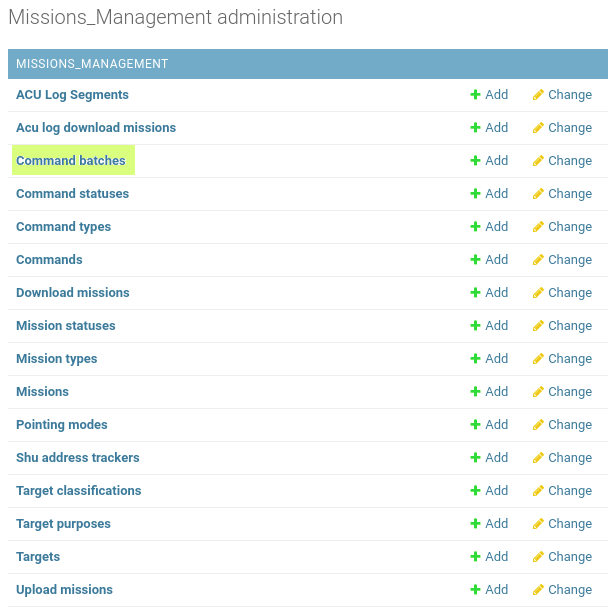 Missions_Management administration
MISSIONS_MANAGEMENT
ACU Log Segments Add Change
Acu log download missions Add Change
Command batches Add Change
Command statuses Add Change
Command types Add Change
Commands Add Change
Download missions Add Change
Mission statuses Add Change
Mission types Add Change
Missions Add Change
Pointing modes Add Change
Shu address trackers Add Change
Target classifications Add Change
Target purposes Add Change
Targets Add Change
Upload missions Add Change